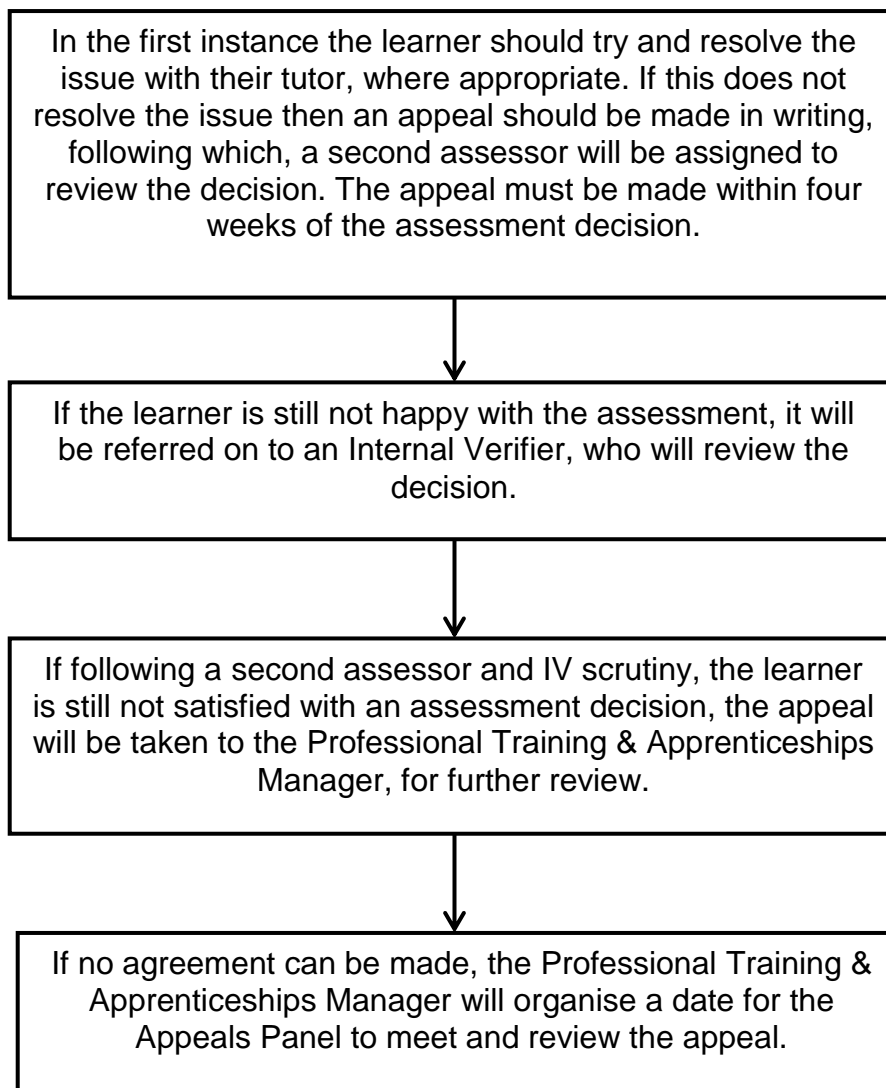 In the first instance the learner should try and resolve the
issue with their tutor, where appropriate. If this does not
resolve the issue then an appeal should be made in writing,
following which, a second assessor will be assigned to
review the decision. The appeal must be made within four
weeks of the assessment decision.
If the learner is still not happy with the assessment, it will
be referred on to an Internal Verifier, who will review the
decision.
If following a second assessor and IV scrutiny, the learner
is still not satisfied with an assessment decision, the appeal
will be taken to the Professional Training & Apprenticeships
Manager, for further review.
If no agreement can be made, the Professional Training &
Apprenticeships Manager will organise a date for the
Appeals Panel to meet and review the appeal.